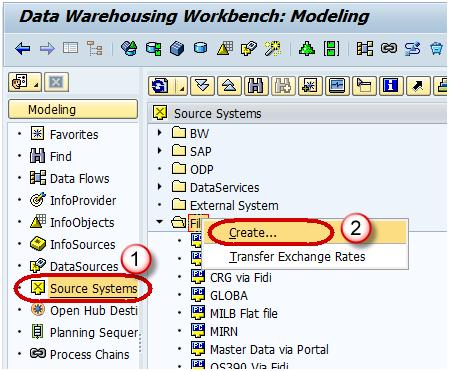 Data Warehousing Workbench: Modeling
Modeling
Favorites
Find
Data Flows
InfoProvider
InfoObjects
InfoSources
DataSources
1
Source Systems
Open Hub Desti
Planning Sequer
Process Chains
Source Systems
BW
SAP
ODP
DataServices
External System
Fil
Create...
2
Transfer Exchange Rates
CRG via Fidi
GLOBA
MILB Flat file
MIRN
Master Data via Portal
OS390 Via Fidi